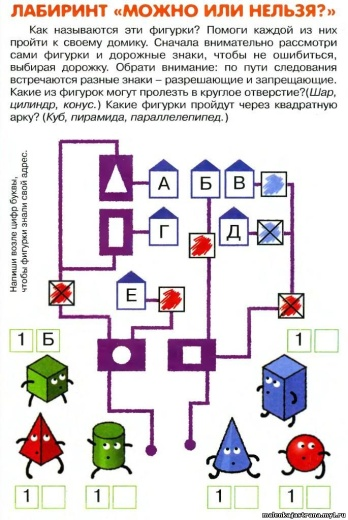 ЛАБИРИНТ «МОЖНО ИЛИ НЕЛЬЗЯ?»
Как называются эти фигурки? Помоги каждой из них
пройти к своему домику. Сначала внимательно рассмотри
сами фигурки и дорожные знаки, чтобы не ошибиться,
выбирая дорожку. Обрати внимание: по пути следования
встречаются разные знаки – разрешающие и запрещающие.
Какие из фигурок могут пролезть в круглое отверстие?(Шар,
цилиндр, конус.) Какие фигурки пройдут через квадратную
арку? (Куб, пирамида, параллелепипед.)
Напиши возле цифр буквы,
чтобы фигурки знали свой адрес.
А Б В
Г Д
Е
1 Б 1
1 1 1 1
malenkajastrana.my1.ru